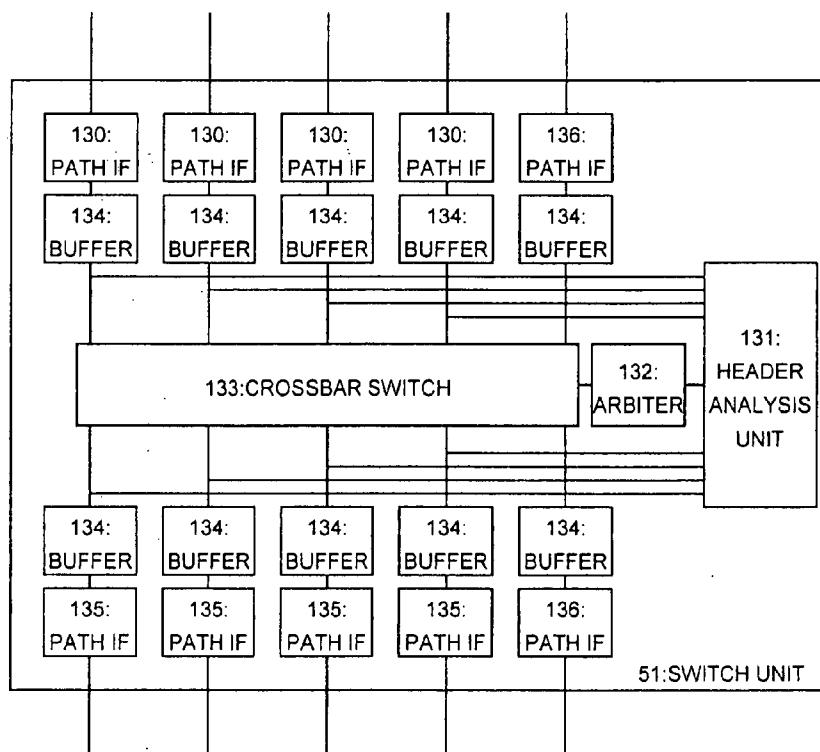 130:
PATH IF
130:
PATH IF
130:
PATH IF
130:
PATH IF
136:
PATH IF
134:
BUFFER
134:
BUFFER
134:
BUFFER
134:
BUFFER
134:
BUFFER
131:
HEADER
ANALYSIS
UNIT
133:CROSSBAR SWITCH
132:
ARBITER
134:
BUFFER
134:
BUFFER
134:
BUFFER
134:
BUFFER
134:
BUFFER
135:
PATH IF
135:
PATH IF
135:
PATH IF
135:
PATH IF
136:
PATH IF
51:SWITCH UNIT